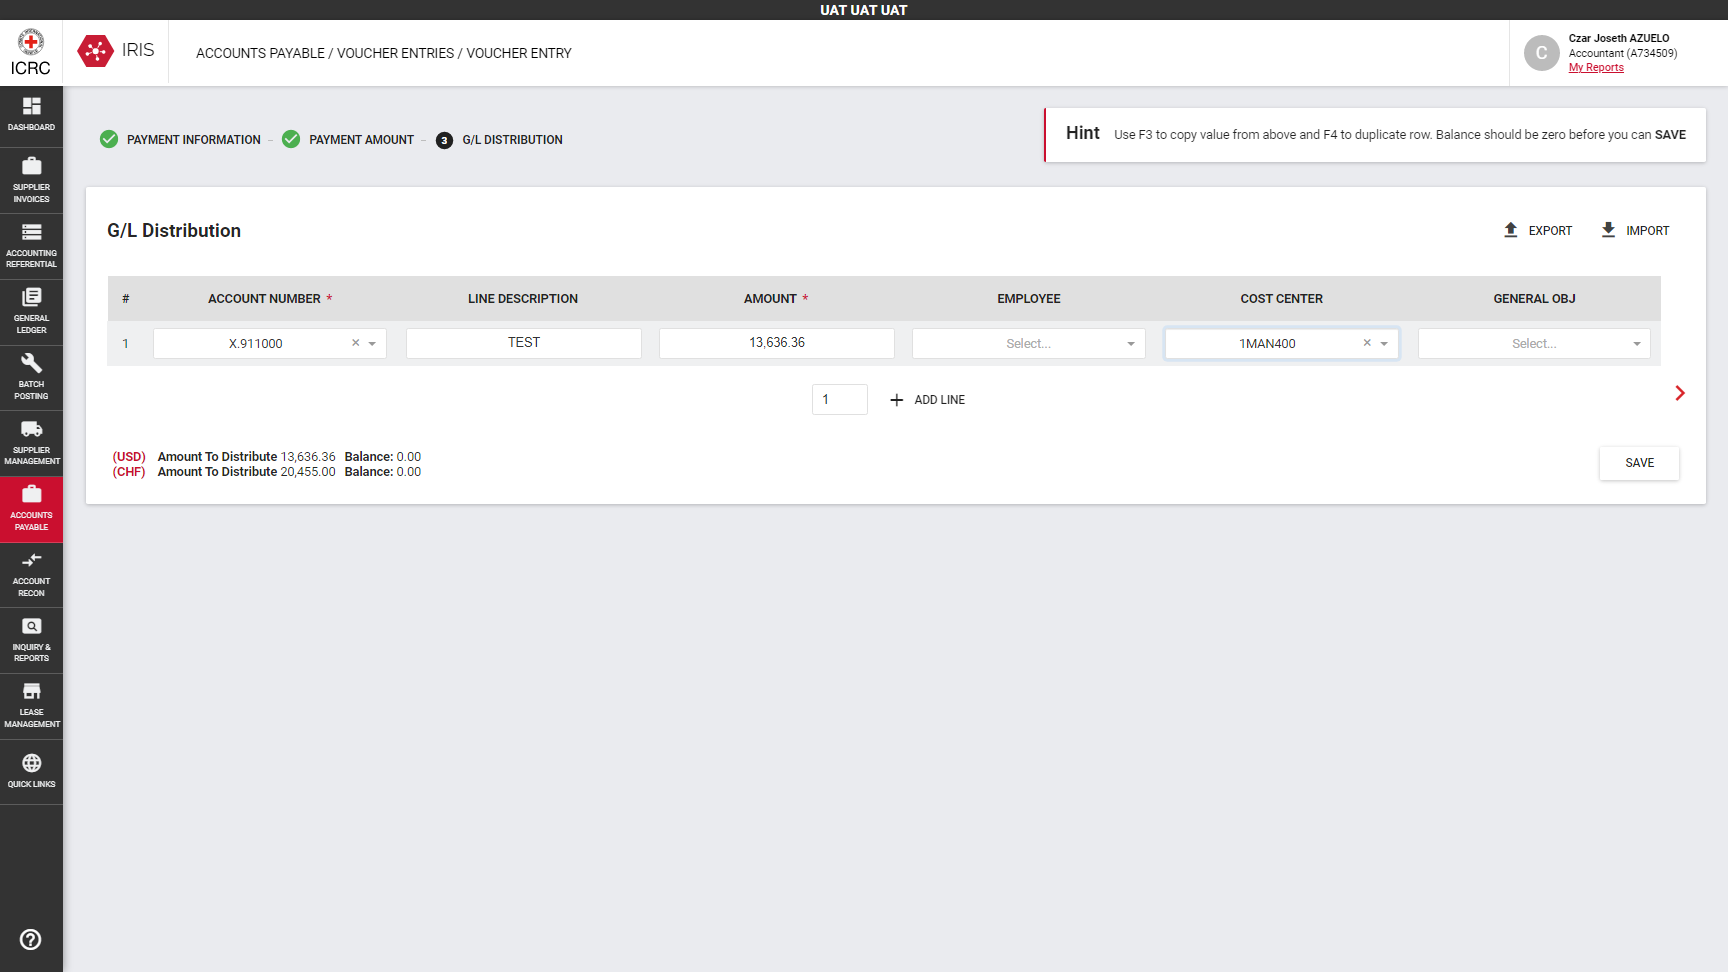 UAT UAT UAT
ICRC
IRIS
ACCOUNTS PAYABLE / VOUCHER ENTRIES / VOUCHER ENTRY
C
Czar Joseth AZUELO
Accountant (A734509)
My Reports
DASHBOARD
SUPPLIER
INVOICES
ACCOUNTING
REFERENTIAL
GENERAL
LEDGER
BATCH
POSTING
SUPPLIER
MANAGEMENT
ACCOUNTS
PAYABLE
ACCOUNT
RECON
INQUIRY &
REPORTS
LEASE
MANAGEMENT
QUICK LINKS
PAYMENT INFORMATION – PAYMENT AMOUNT – 3 G/L DISTRIBUTION
Hint Use F3 to copy value from above and F4 to duplicate row. Balance should be zero before you can SAVE
G/L Distribution
EXPORT IMPORT
# ACCOUNT NUMBER * LINE DESCRIPTION AMOUNT * EMPLOYEE COST CENTER GENERAL OBJ
1 X.911000 × TEST 13,636.36 Select... 1MAN400 × Select...
1 + ADD LINE
(USD) Amount To Distribute 13,636.36 Balance: 0.00
(CHF) Amount To Distribute 20,455.00 Balance: 0.00
SAVE